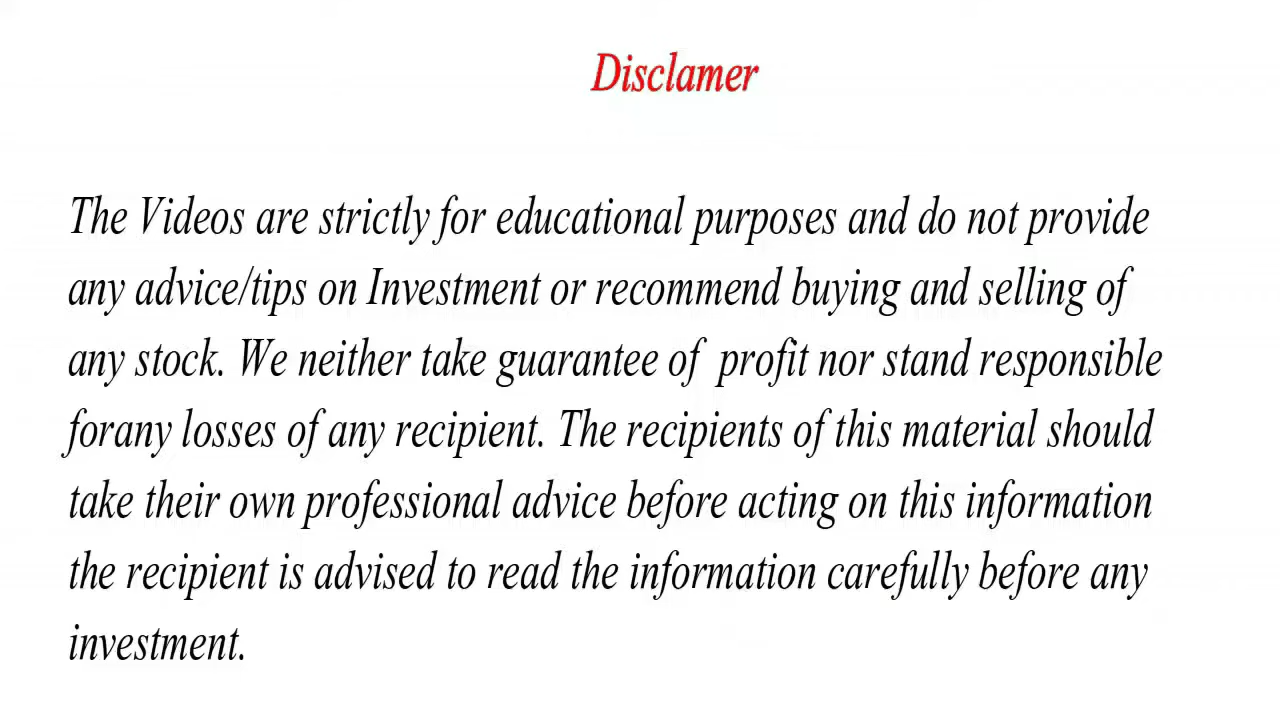 Disclamer
The Videos are strictly for educational purposes and do not provide
any advice/tips on Investment or recommend buying and selling of
any stock. We neither take guarantee of  profit nor stand responsible
forany losses of any recipient. The recipients of this material should
take their own professional advice before acting on this information
the recipient is advised to read the information carefully before any
investment.